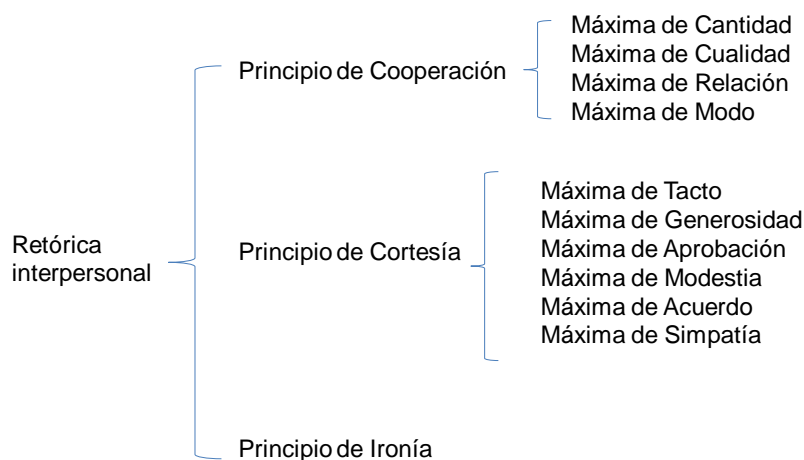 Retórica
interpersonal
Principio de Cooperación
Máxima de Cantidad
Máxima de Cualidad
Máxima de Relación
Máxima de Modo
Principio de Cortesía
Máxima de Tacto
Máxima de Generosidad
Máxima de Aprobación
Máxima de Modestia
Máxima de Acuerdo
Máxima de Simpatía
Principio de Ironía